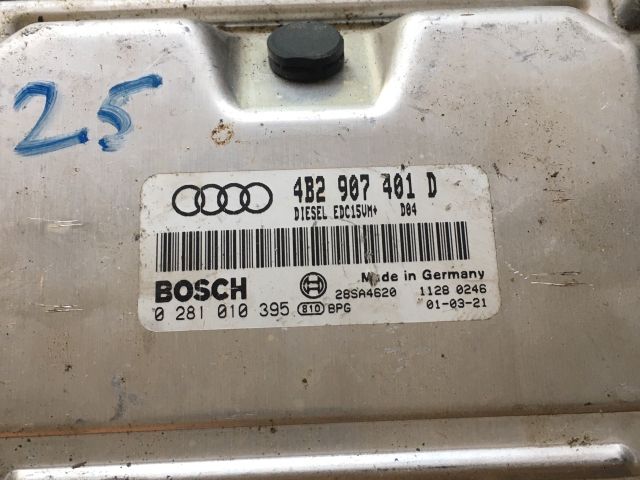 25
4B2 907 401 D
DIESEL EDC15VM+ D04
BOSCH Made in Germany
28SA4620 1128 0246
0 281 010 395 810 BPG 01-03-21